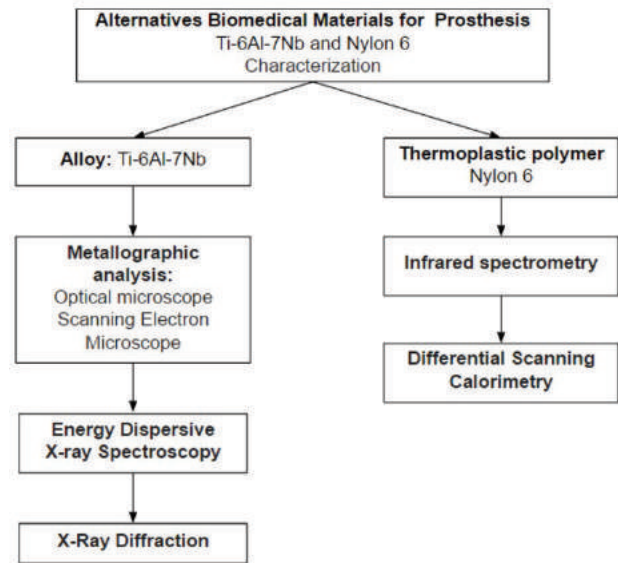 Alternatives Biomedical Materials for Prosthesis
Ti-6Al-7Nb and Nylon 6
Characterization
Alloy: Ti-6Al-7Nb
Metallographic
analysis:
Optical microscope
Scanning Electron
Microscope
Energy Dispersive
X-ray Spectroscopy
X-Ray Diffraction
Thermoplastic polymer
Nylon 6
Infrared spectrometry
Differential Scanning
Calorimetry